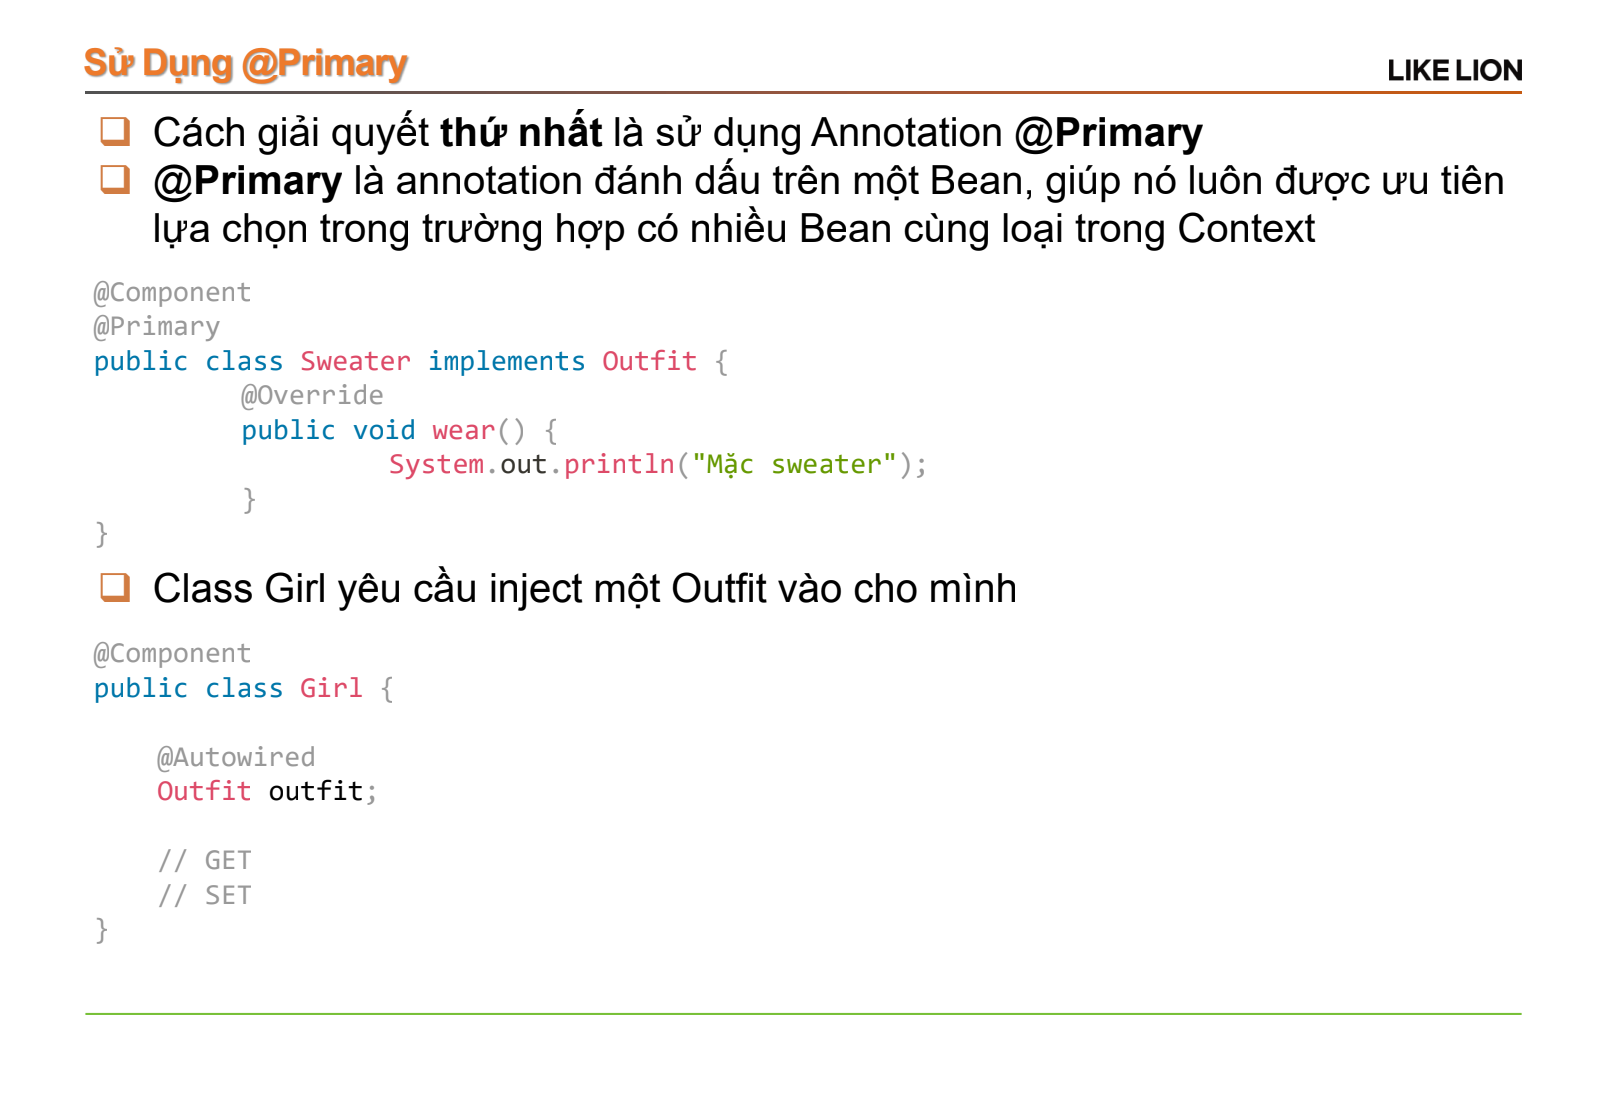 Sử Dụng @Primary
LIKE LION
Cách giải quyết thứ nhất là sử dụng Annotation @Primary
@Primary là annotation đánh dấu trên một Bean, giúp nó luôn được ưu tiên
lựa chọn trong trường hợp có nhiều Bean cùng loại trong Context
@Component
@Primary
public class Sweater implements Outfit {
@Override
public void wear() {
System.out.println("Mặc sweater");
}
}
Class Girl yêu cầu inject một Outfit vào cho mình
@Component
public class Girl {
@Autowired
Outfit outfit;
// GET
// SET
}